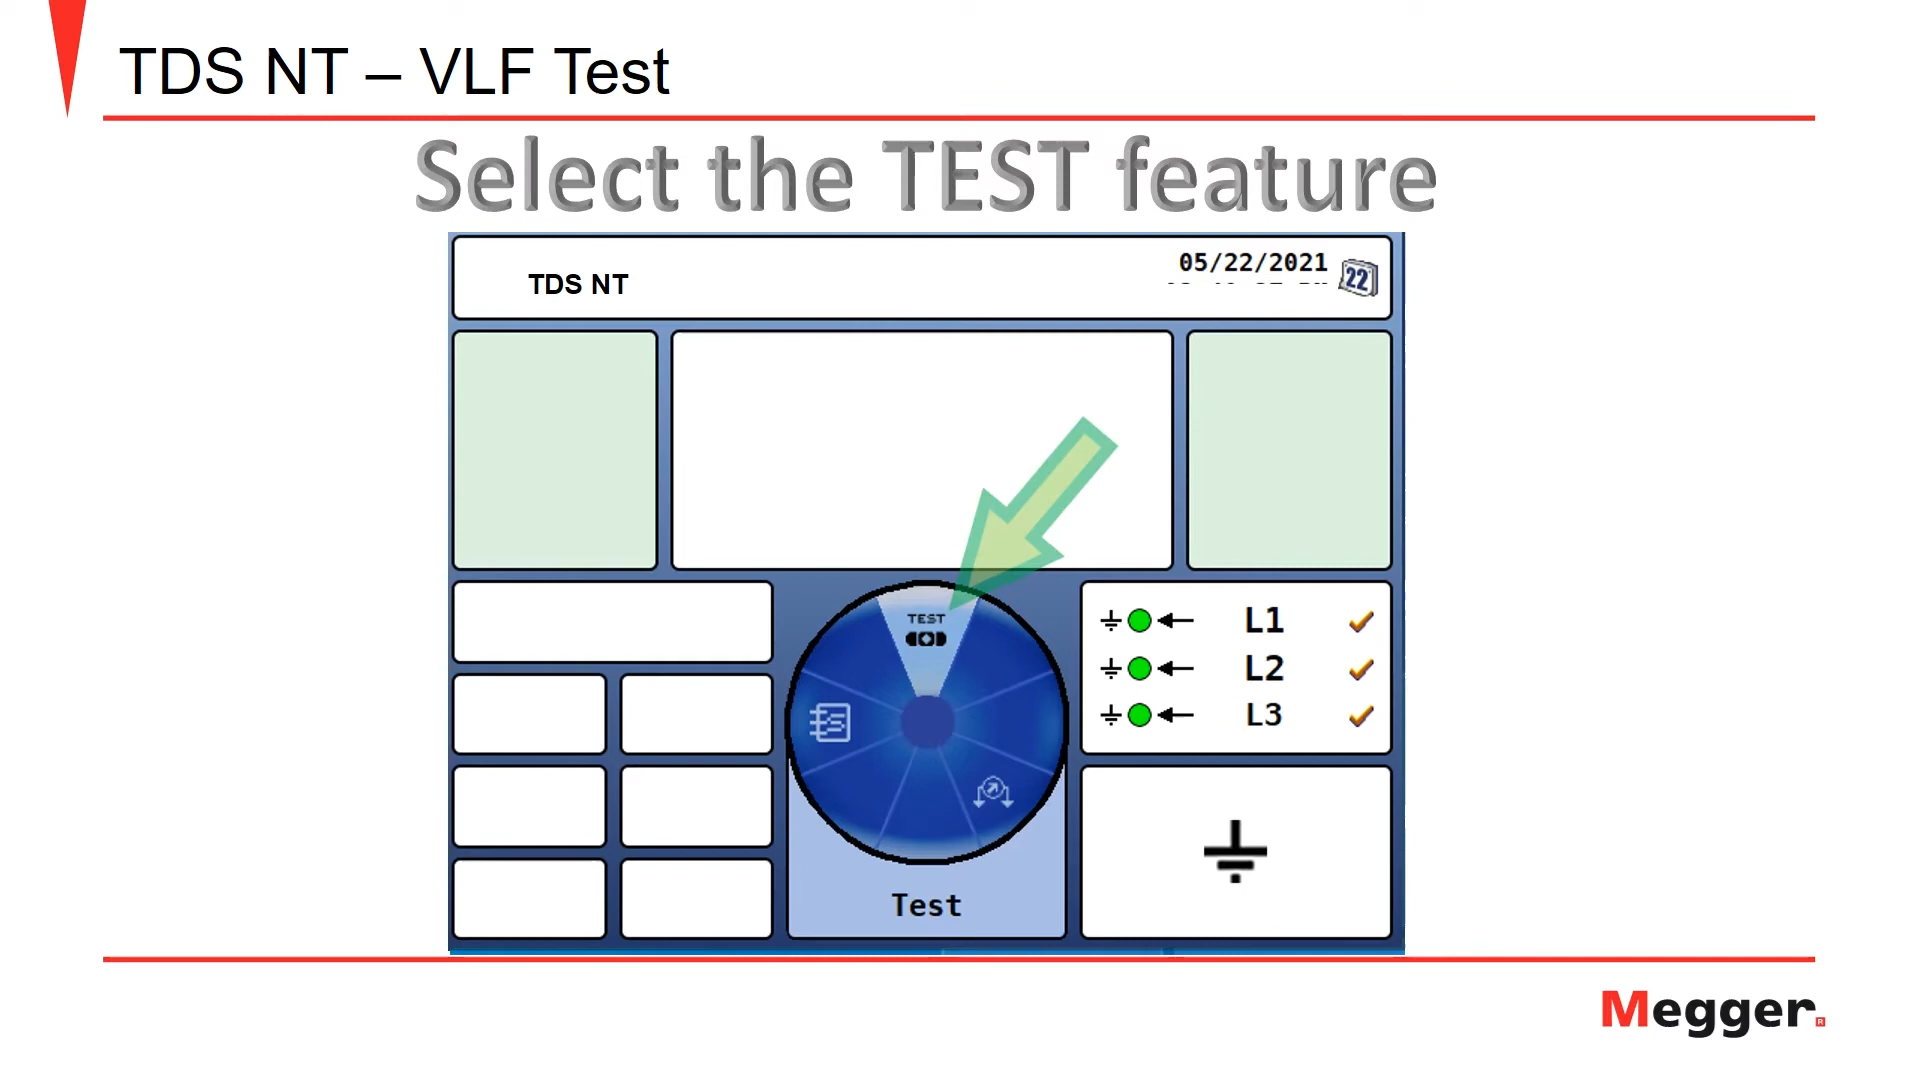 TDS NT – VLF Test
Select the TEST feature
TDS NT
05/22/2021
22
TEST
L1
L2
L3
Test
Megger